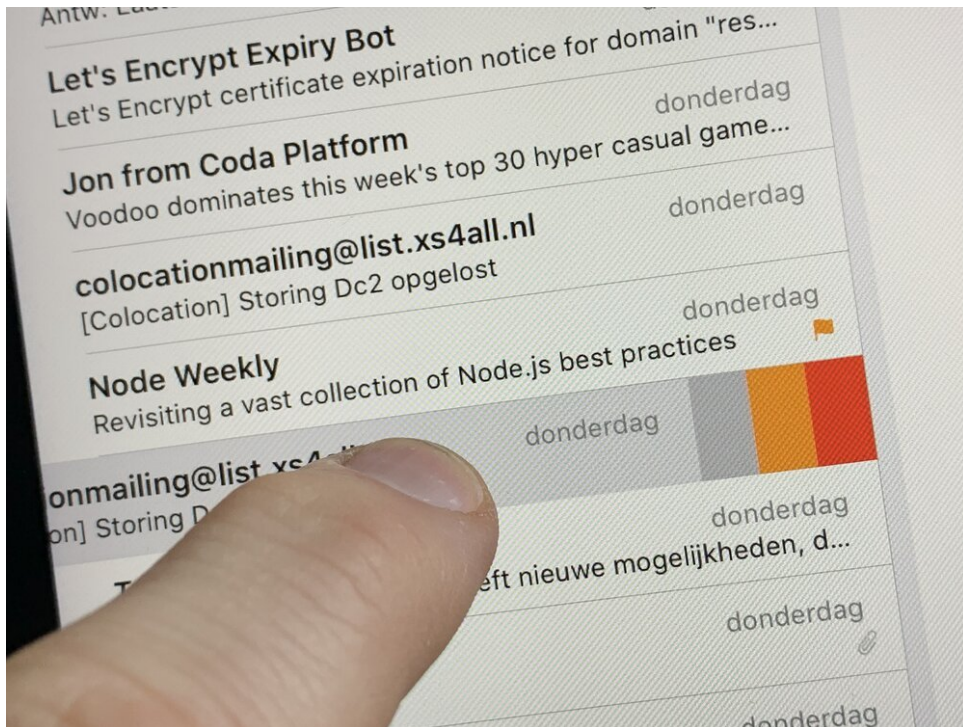 Antw:
Let's Encrypt Expiry Bot
Let's Encrypt certificate expiration notice for domain "res...
donderdag
Jon from Coda Platform
Voodoo dominates this week's top 30 hyper casual game...
donderdag
colocationmailing@list.xs4all.nl
[Colocation] Storing Dc2 opgelost
donderdag
Node Weekly
Revisiting a vast collection of Node.js best practices
donderdag
onmailing@list.xs4all
on] Storing D
donderdag
eft nieuwe mogelijkheden, d...
donderdag
donderdag